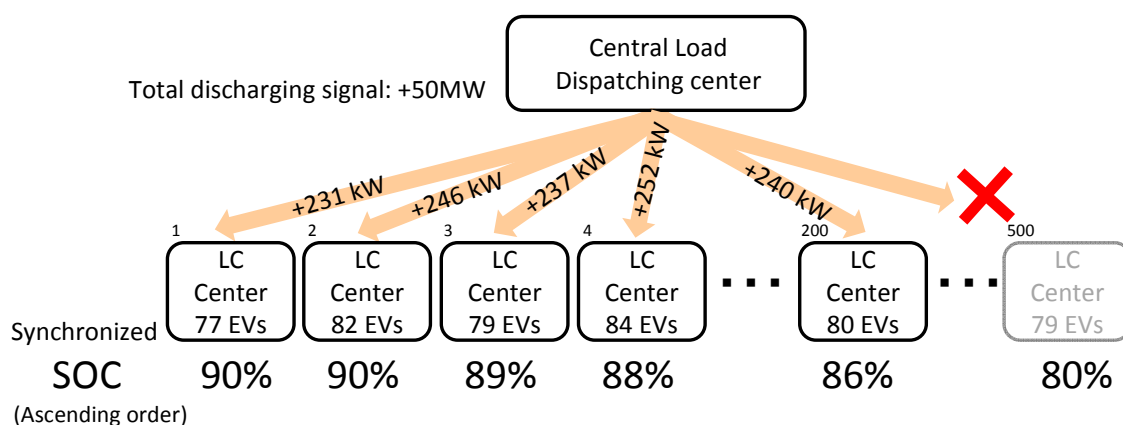 Central Load
Dispatching center
Total discharging signal: +50MW
+231 kW
+246 kW
+237 kW
+252 kW
+240 kW
1
2
3
4
200
500
LC
Center
77 EVs
LC
Center
82 EVs
LC
Center
79 EVs
LC
Center
84 EVs
LC
Center
80 EVs
LC
Center
79 EVs
Synchronized
SOC
(Ascending order)
90%
90%
89%
88%
86%
80%